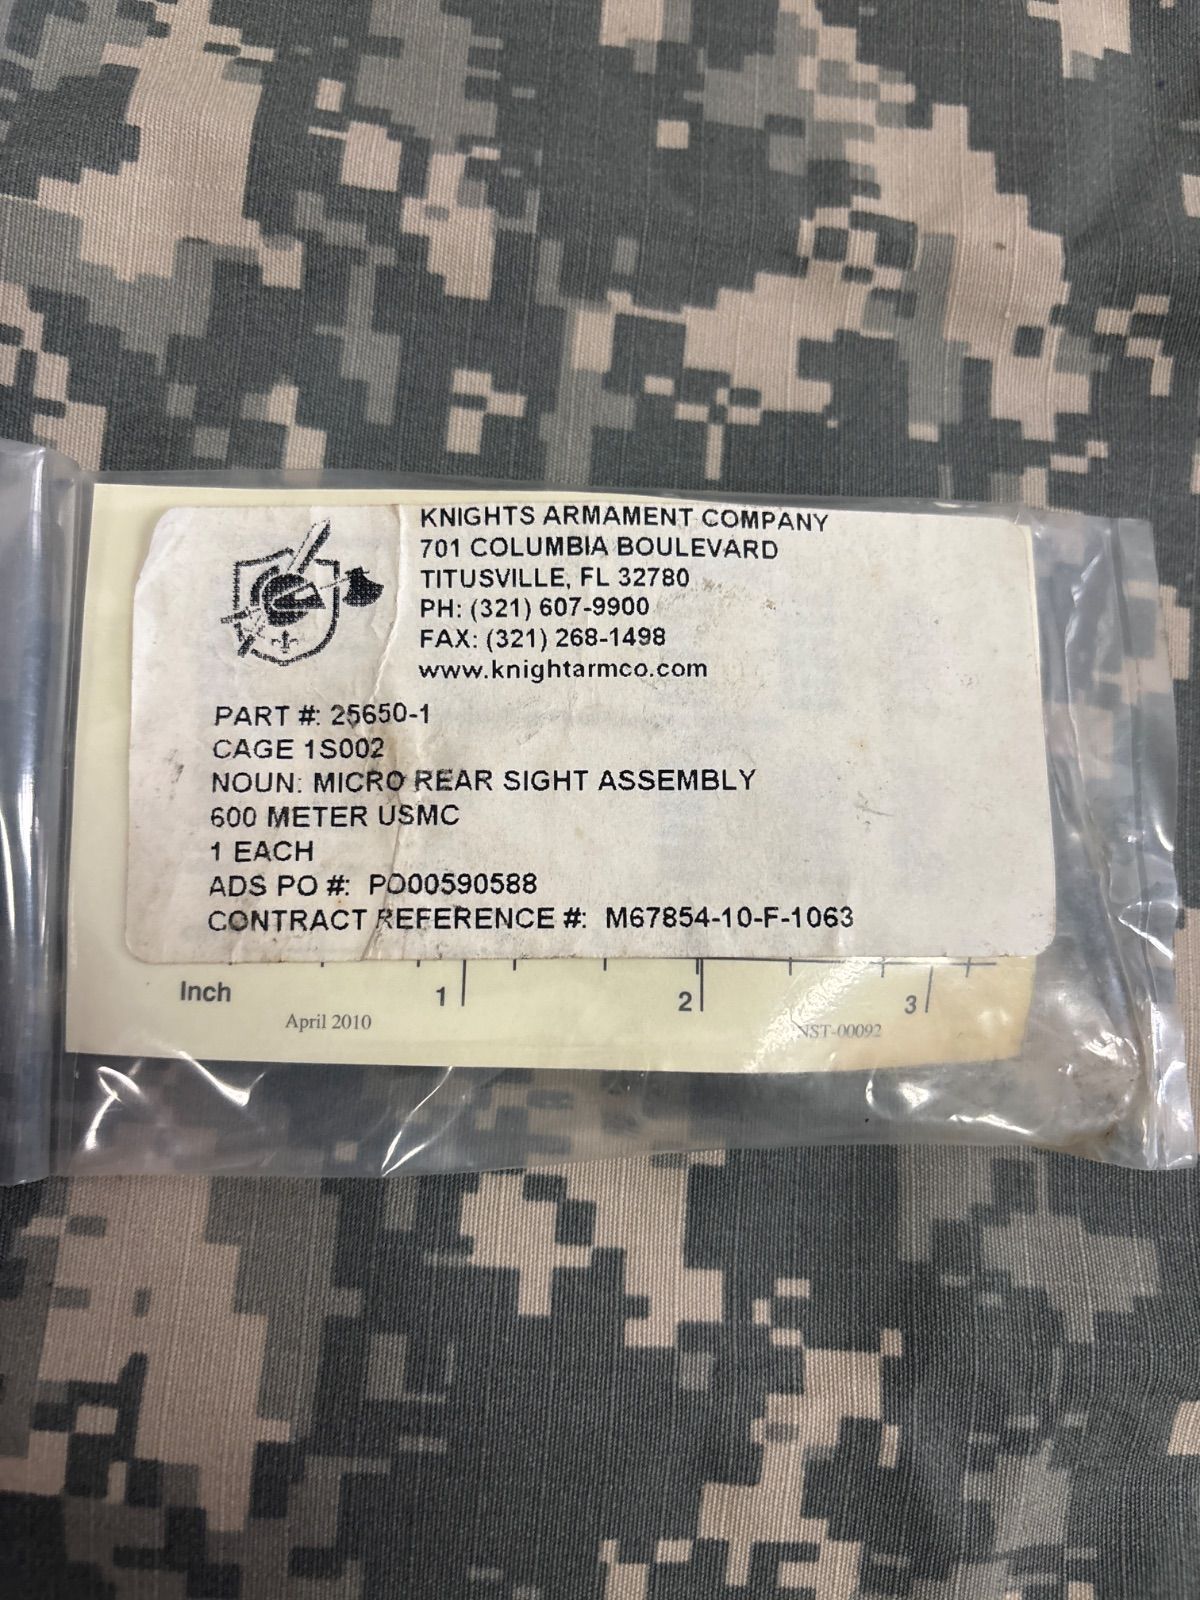 KNIGHTS ARMAMENT COMPANY
701 COLUMBIA BOULEVARD
TITUSVILLE, FL 32780
PH: (321) 607-9900
FAX: (321) 268-1498
www.knightarmco.com
PART #: 25650-1
CAGE 1S002
NOUN: MICRO REAR SIGHT ASSEMBLY
600 METER USMC
1 EACH
ADS PO #: PO00590588
CONTRACT REFERENCE #: M67854-10-F-1063
Inch 1 2 3
April 2010 NST-00092